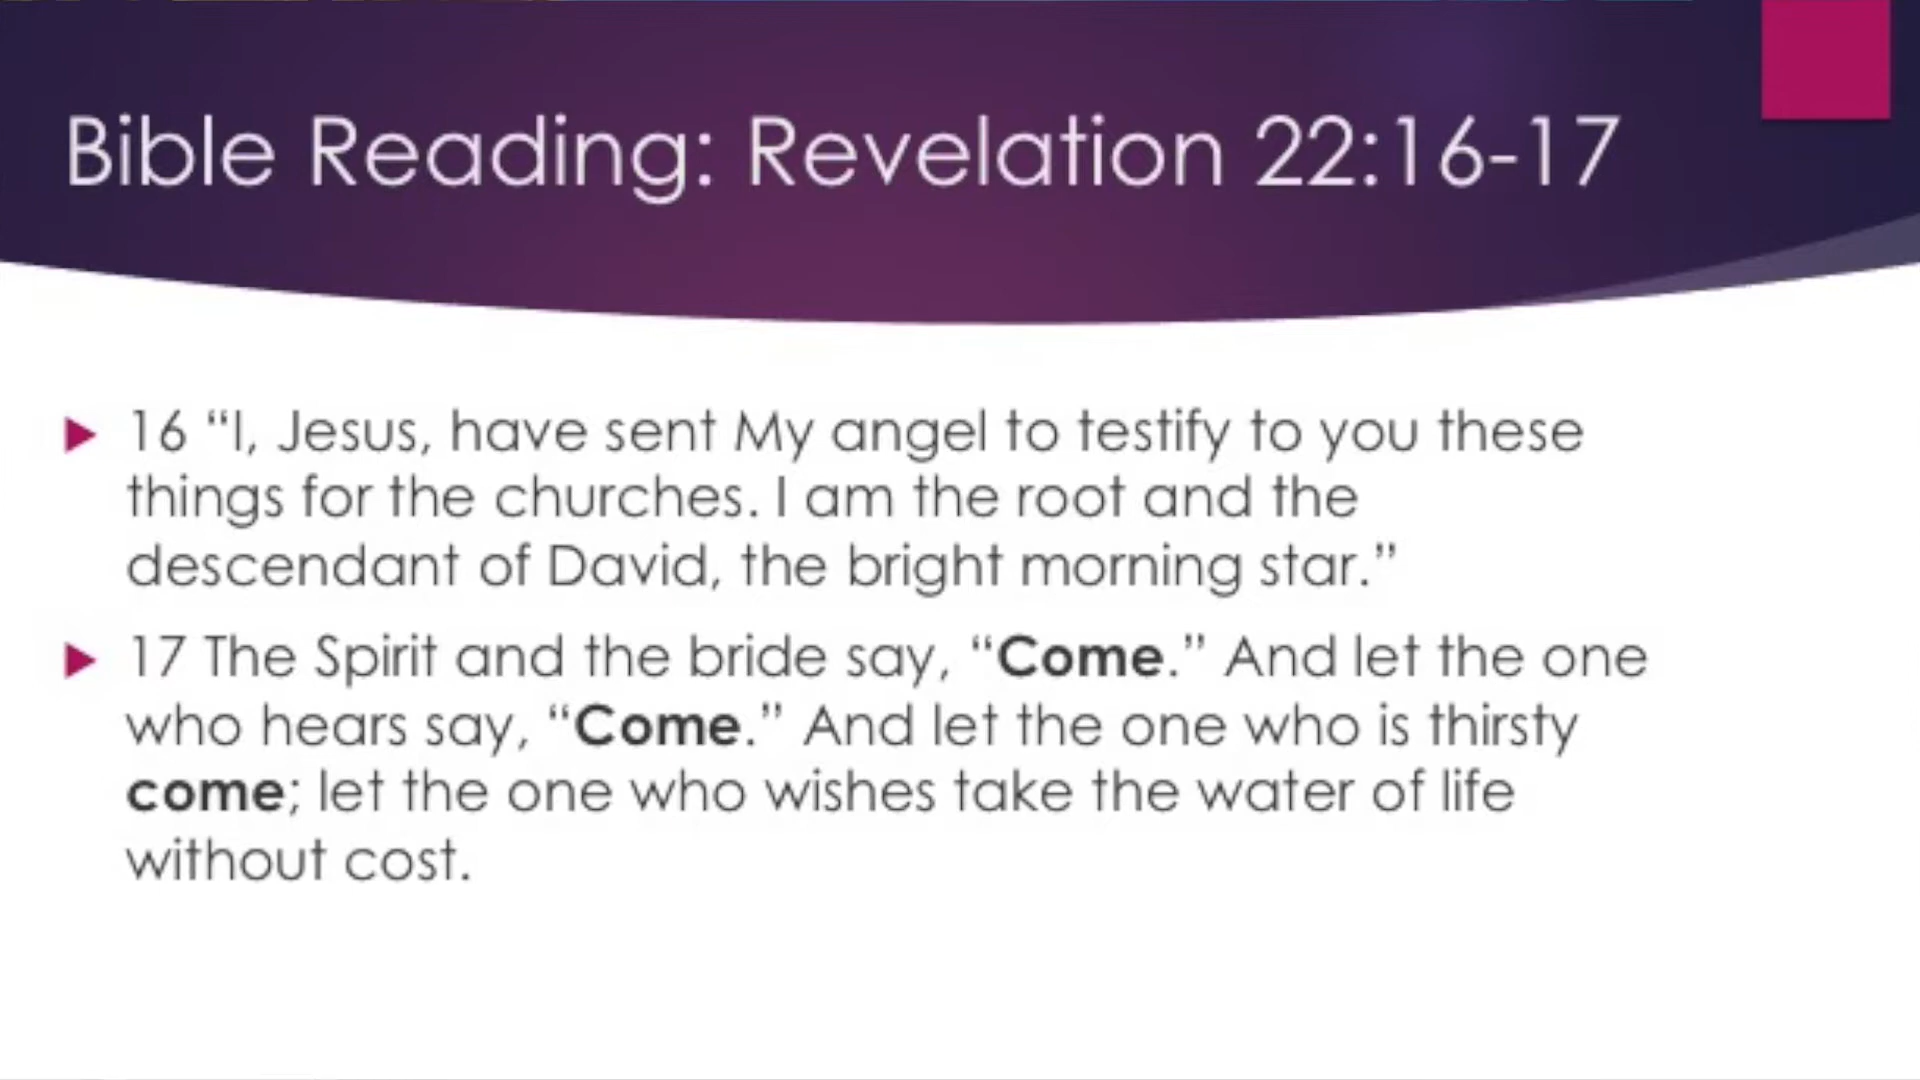 Bible Reading: Revelation 22:16-17
16 “I, Jesus, have sent My angel to testify to you these
things for the churches. I am the root and the
descendant of David, the bright morning star.”
17 The Spirit and the bride say, “Come.” And let the one
who hears say, “Come.” And let the one who is thirsty
come; let the one who wishes take the water of life
without cost.